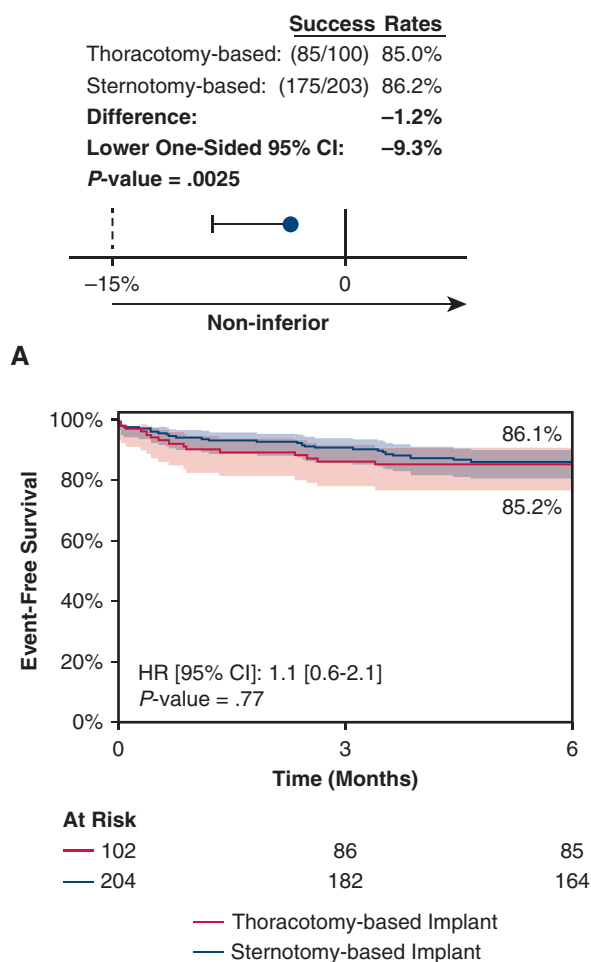 Success Rates
Thoracotomy-based: (85/100) 85.0%
Sternotomy-based: (175/203) 86.2%
Difference: –1.2%
Lower One-Sided 95% CI: –9.3%
P-value = .0025
–15% 0
Non-inferior
A
100%
80%
60%
40%
20%
0%
Event-Free Survival
86.1%
85.2%
HR [95% CI]: 1.1 [0.6-2.1]
P-value = .77
0 3 6
Time (Months)
At Risk
102 86 85
204 182 164
Thoracotomy-based Implant
Sternotomy-based Implant